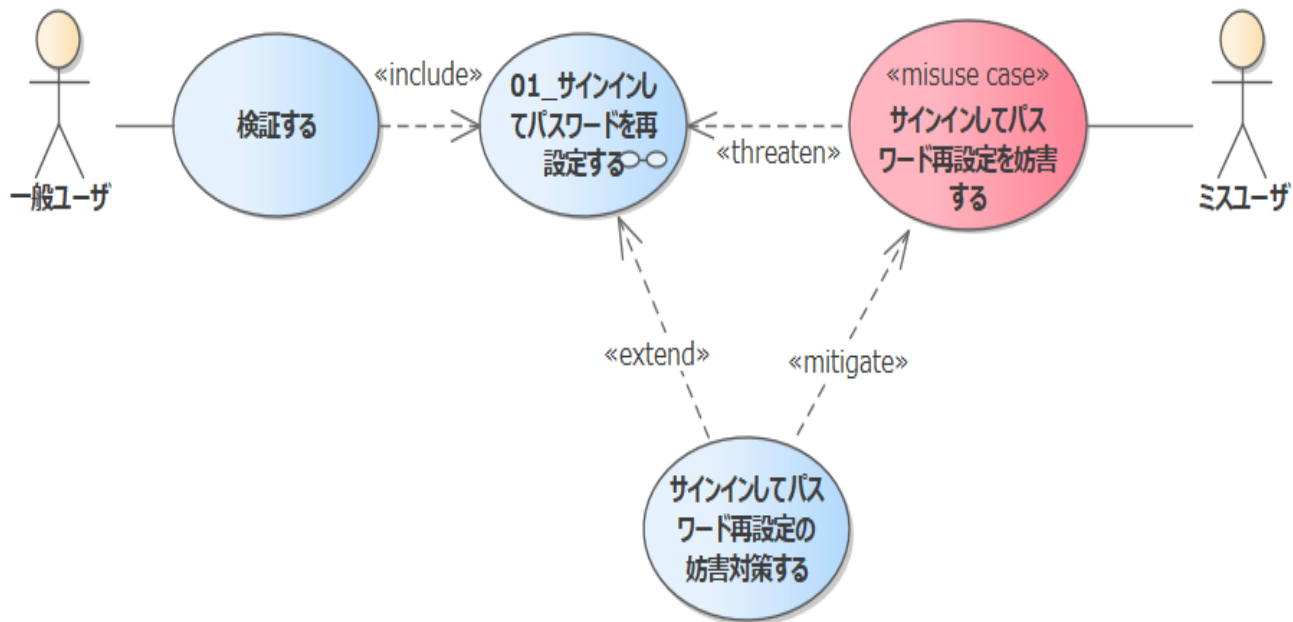 一般ユーザ
検証する
«include»
01_サインインし
てパスワードを再
設定する
«threaten»
«misuse case»
サインインしてパス
ワード再設定を妨害
する
ミスユーザ
«extend»
«mitigate»
サインインしてパス
ワード再設定の
妨害対策する